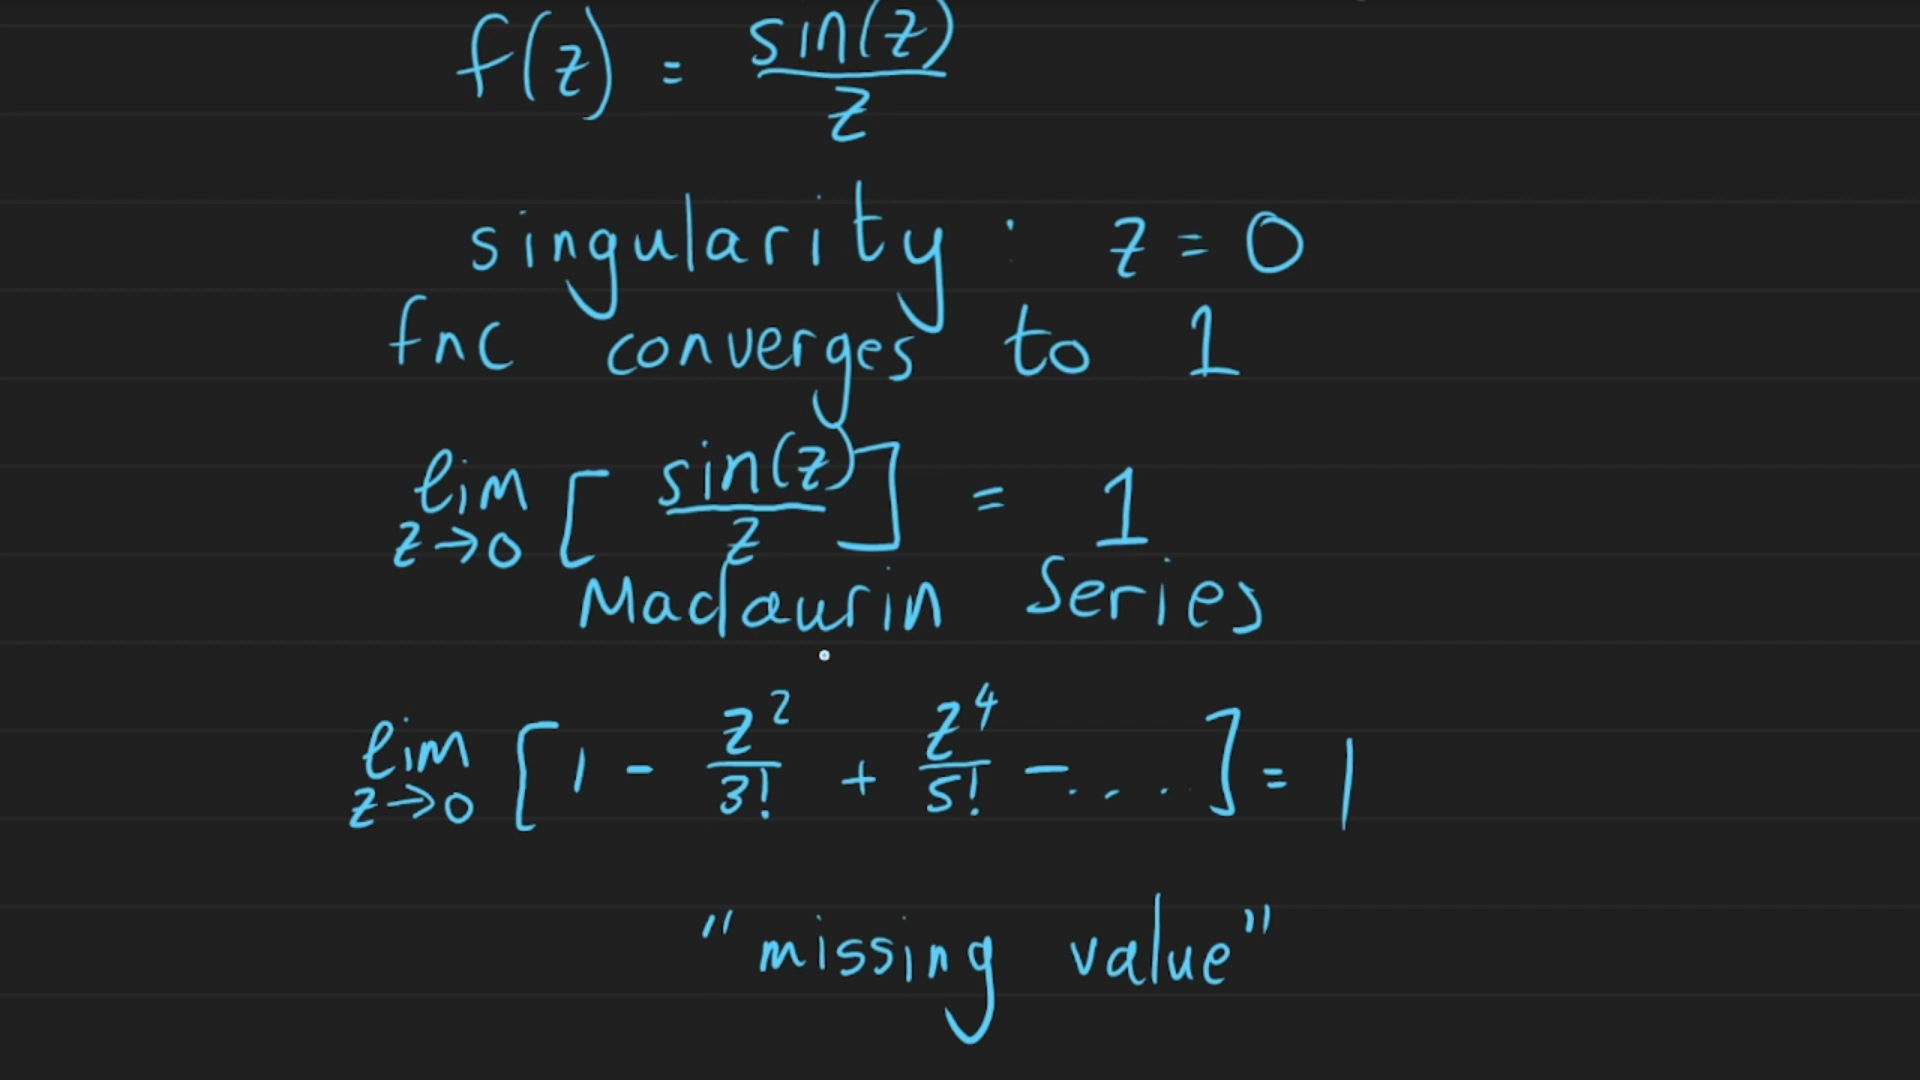 f(z) = sin(z)/z
singularity : z = 0
fnc converges to 1
lim z→0 [ sin(z)/z ] = 1
Maclaurin Series
lim z→0 [ 1 - z²/3! + z⁴/5! - .... ] = 1
"missing value"